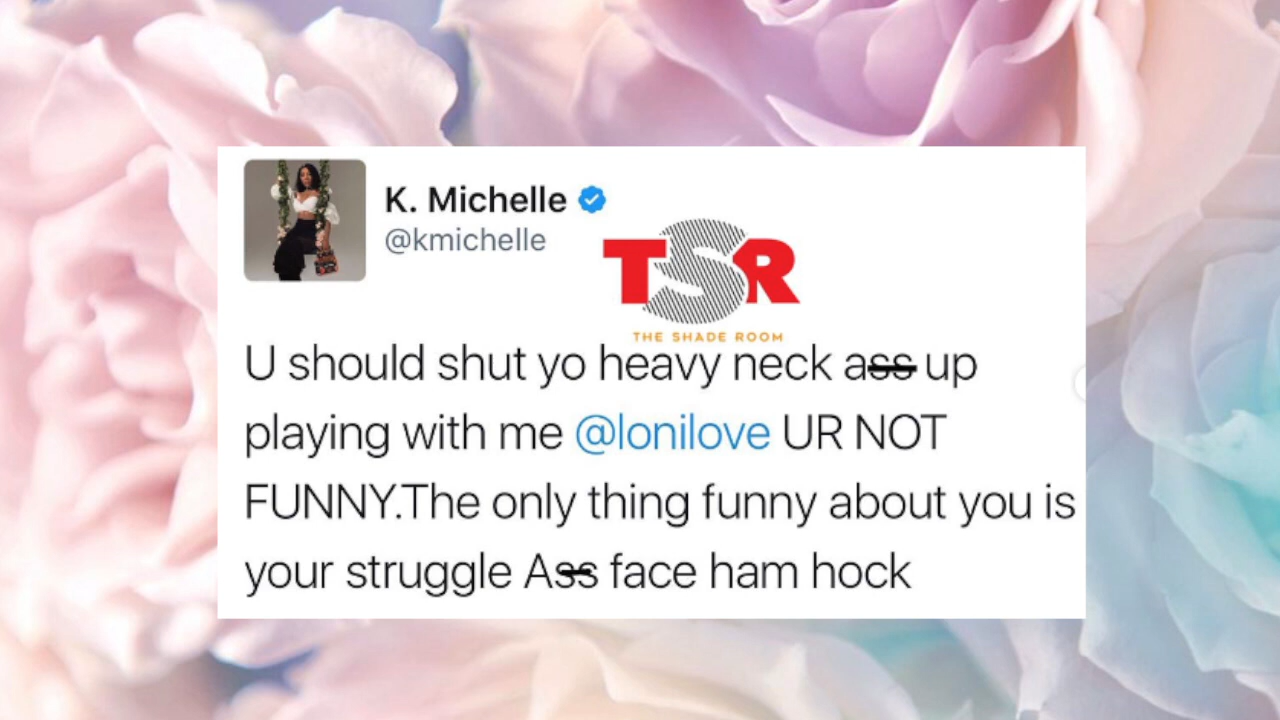 K. Michelle
@kmichelle
TSR
THE SHADE ROOM
U should shut yo heavy neck ass up
playing with me @lonilove UR NOT
FUNNY.The only thing funny about you is
your struggle Ass face ham hock